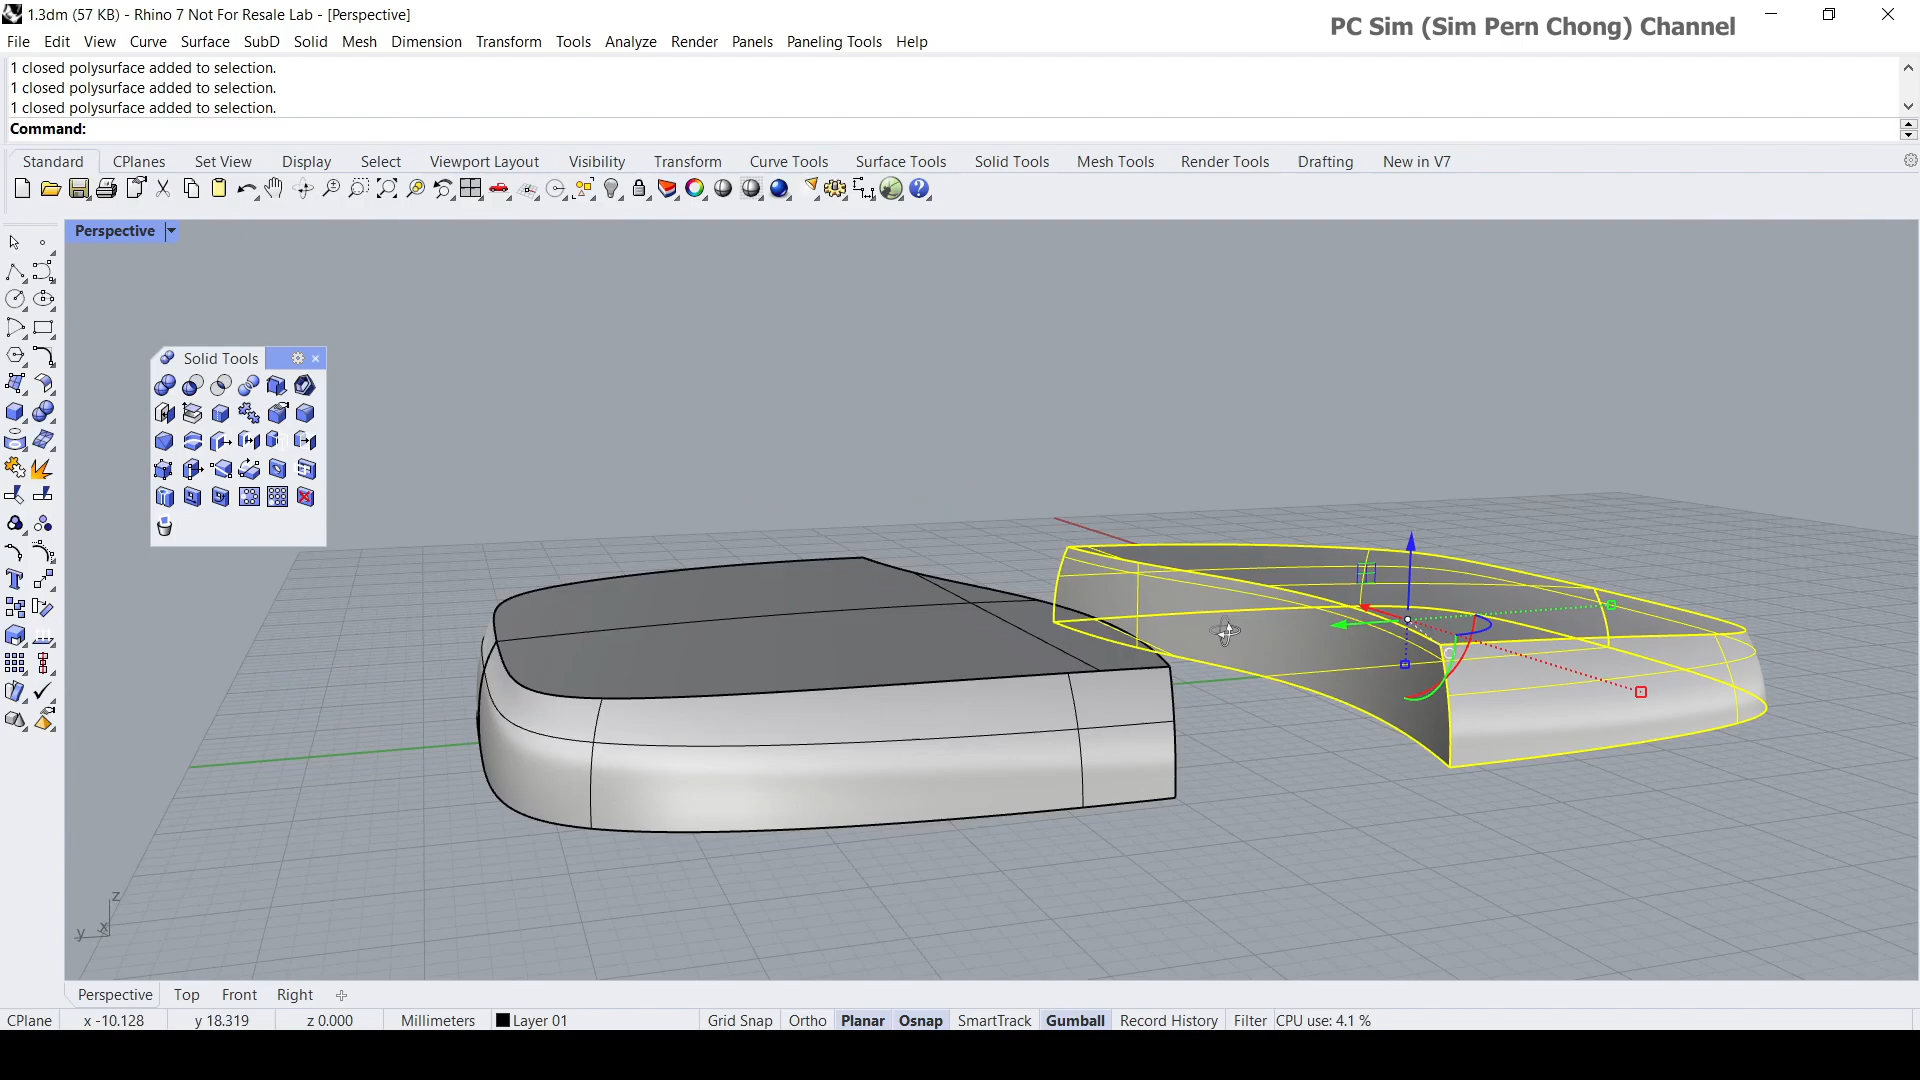 1.3dm (57 KB) - Rhino 7 Not For Resale Lab - [Perspective]
PC Sim (Sim Pern Chong) Channel
File Edit View Curve Surface SubD Solid Mesh Dimension Transform Tools Analyze Render Panels Paneling Tools Help
1 closed polysurface added to selection.
1 closed polysurface added to selection.
1 closed polysurface added to selection.
Command:
Standard CPlanes Set View Display Select Viewport Layout Visibility Transform Curve Tools Surface Tools Solid Tools Mesh Tools Render Tools Drafting New in V7
Perspective
Solid Tools
z
y x
Perspective Top Front Right
CPlane x -10.128 y 18.319 z 0.000 Millimeters Layer 01 Grid Snap Ortho Planar Osnap SmartTrack Gumball Record History Filter CPU use: 4.1 %